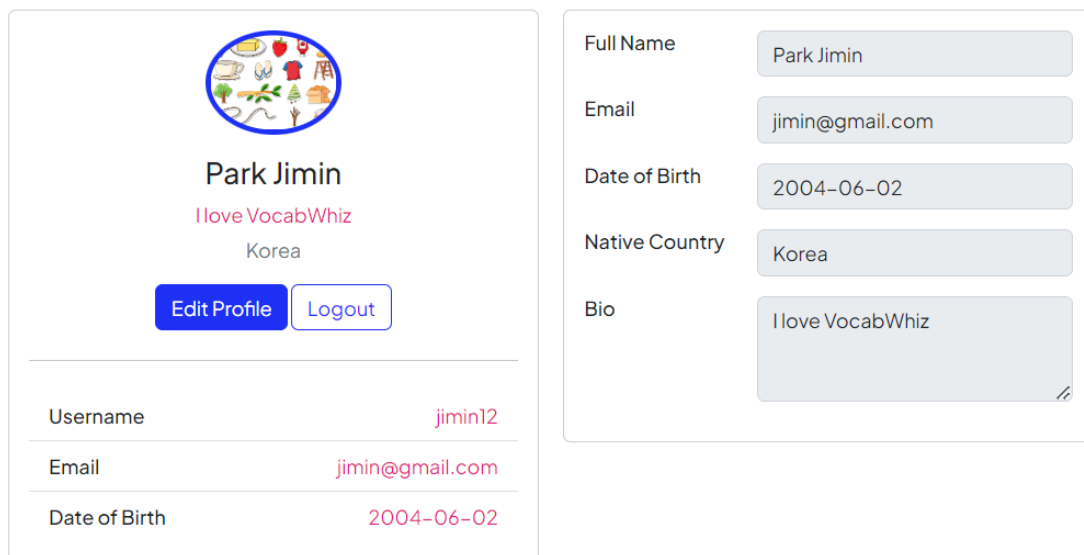 Park Jimin
I love VocabWhiz
Korea
Edit Profile Logout
Username jimin12
Email jimin@gmail.com
Date of Birth 2004-06-02
Full Name Park Jimin
Email jimin@gmail.com
Date of Birth 2004-06-02
Native Country Korea
Bio I love VocabWhiz